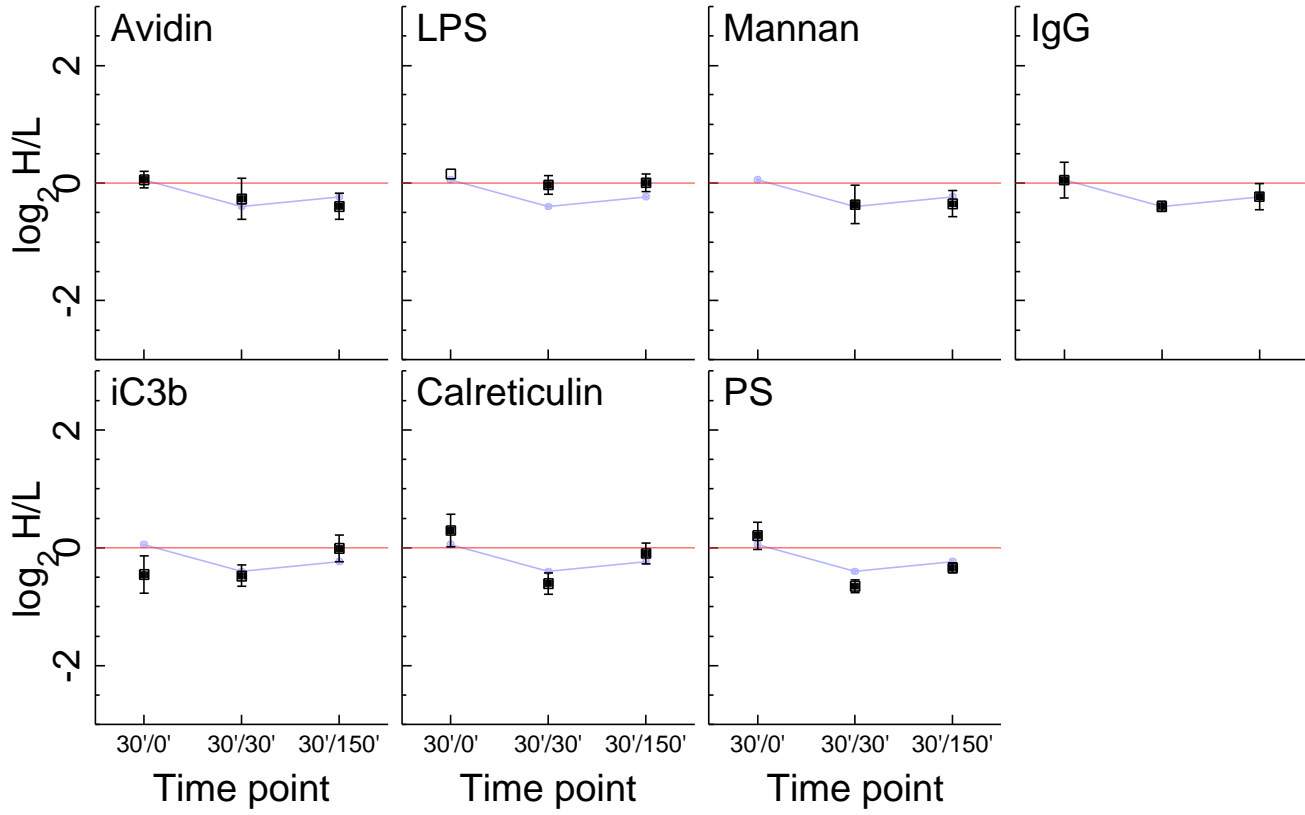 Avidin
LPS
Mannan
IgG
log2 H/L
2
0
-2
iC3b
Calreticulin
PS
log2 H/L
2
0
-2
30'/0' 30'/30' 30'/150'
30'/0' 30'/30' 30'/150'
30'/0' 30'/30' 30'/150'
Time point
Time point
Time point